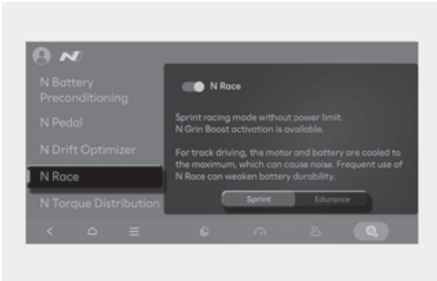 N
N Battery
Preconditioning
N Pedal
N Drift Optimizer
N Race
N Torque Distribution
N Race
Sprint racing mode without power limit.
N Grin Boost activation is available.
For track driving, the motor and battery are cooled to
the maximum, which can cause noise. Frequent use of
N Race can weaken battery durability.
Sprint
Edurance